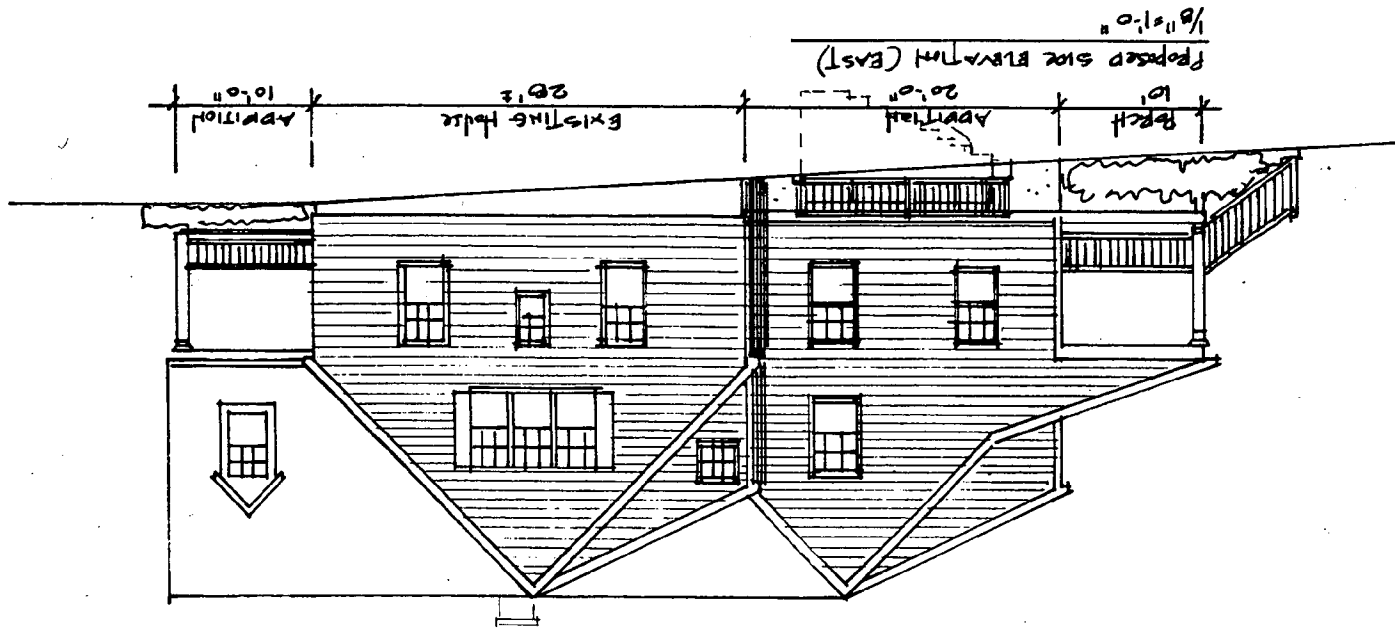 PORCH
10'
ADDITION
20'-0"
EXISTING HOUSE
28'±
ADDITION
10'-0"
PROPOSED SIDE ELEVATION (EAST)
1/8"=1'-0"